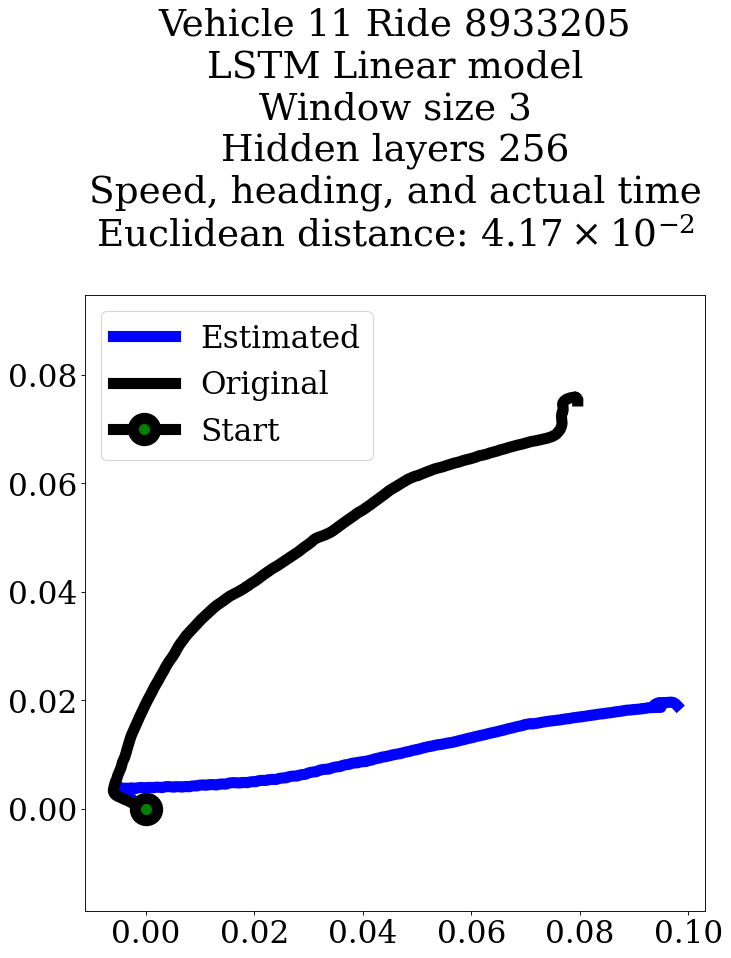 Vehicle 11 Ride 8933205
LSTM Linear model
Window size 3
Hidden layers 256
Speed, heading, and actual time
Euclidean distance: 4.17 × 10⁻²
Estimated
Original
Start
0.08
0.06
0.04
0.02
0.00
0.00 0.02 0.04 0.06 0.08 0.10